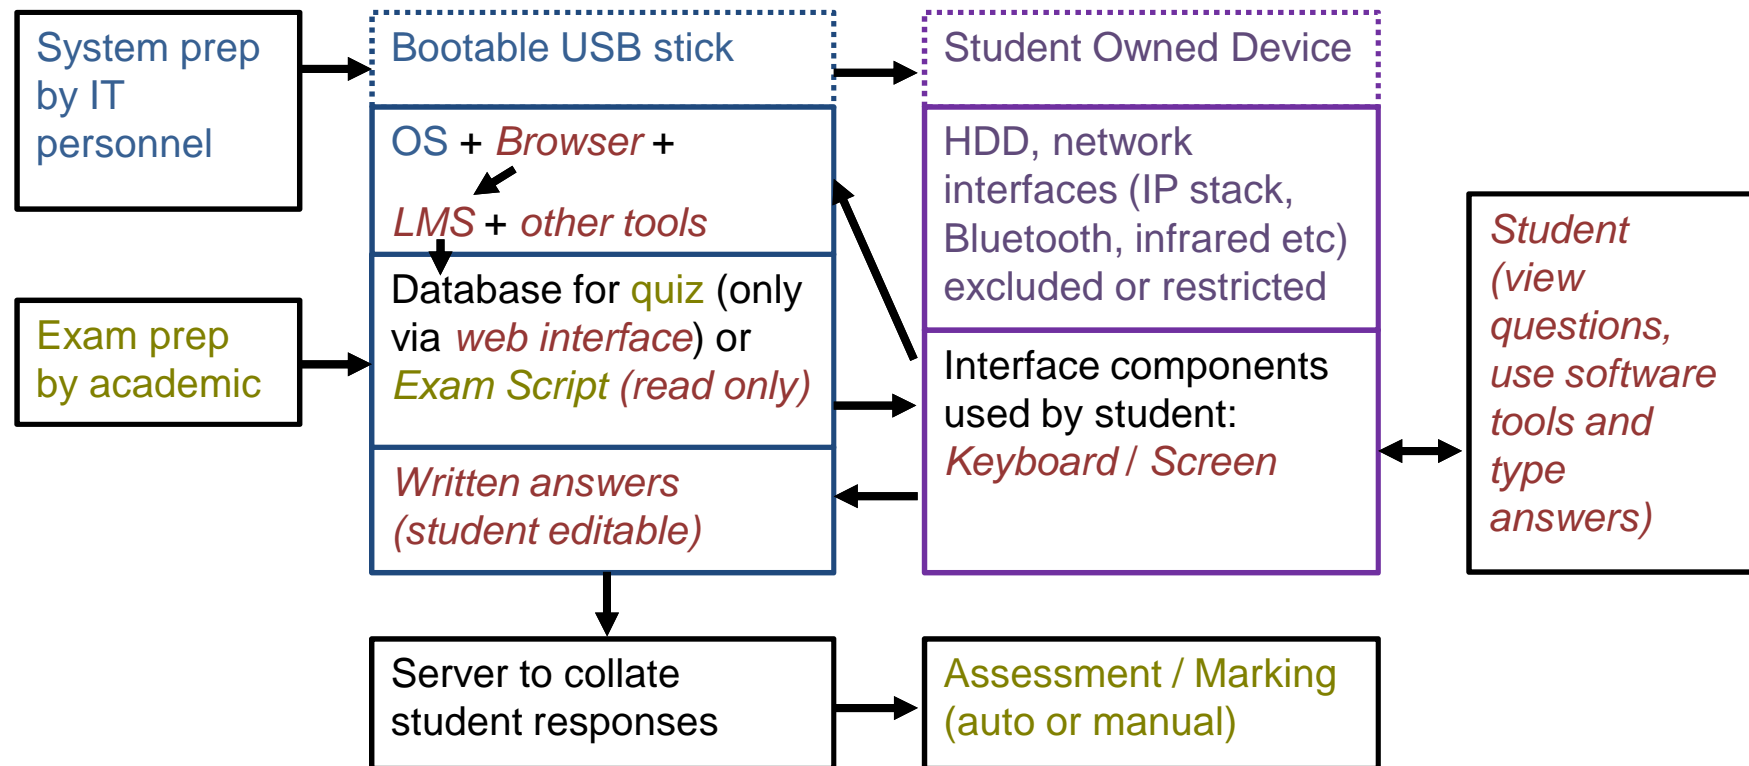 System prep
by IT
personnel
Exam prep
by academic
Bootable USB stick
OS + Browser +
LMS + other tools
Database for quiz (only
via web interface) or
Exam Script (read only)
Written answers
(student editable)
Student Owned Device
HDD, network
interfaces (IP stack,
Bluetooth, infrared etc)
excluded or restricted
Interface components
used by student:
Keyboard / Screen
Student
(view
questions,
use software
tools and
type
answers)
Server to collate
student responses
Assessment / Marking
(auto or manual)